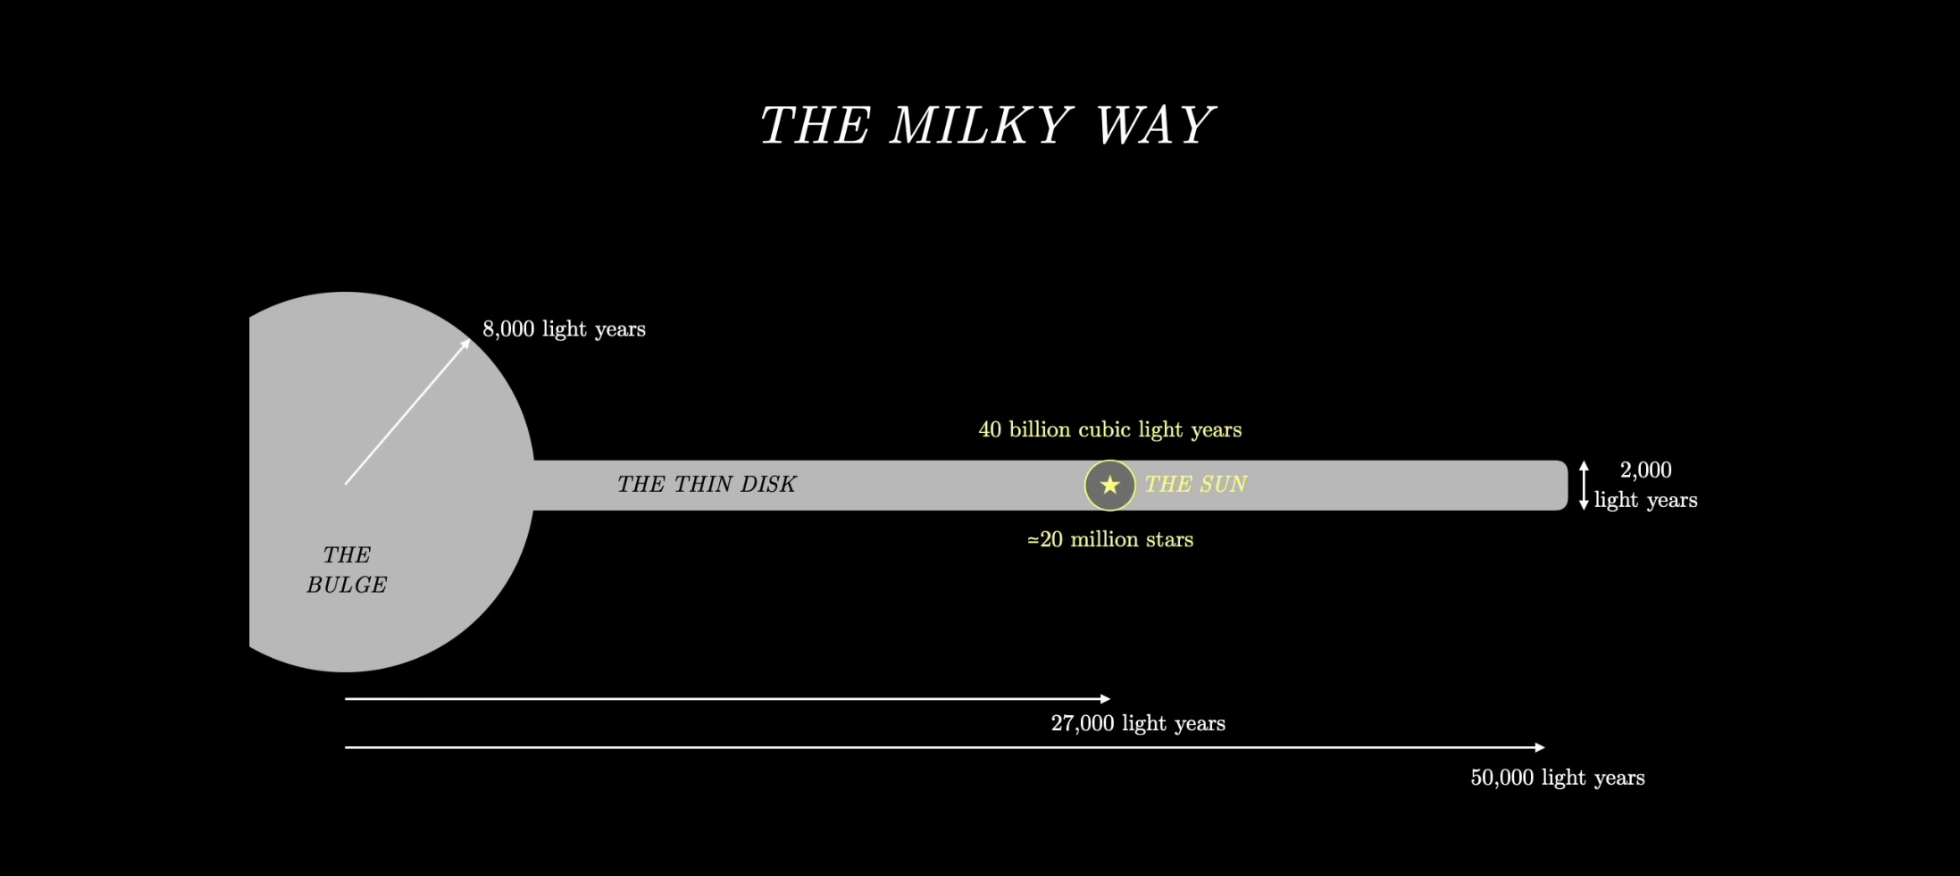 THE MILKY WAY
8,000 light years
40 billion cubic light years
THE THIN DISK
THE SUN
2,000
light years
≃20 million stars
THE
BULGE
27,000 light years
50,000 light years